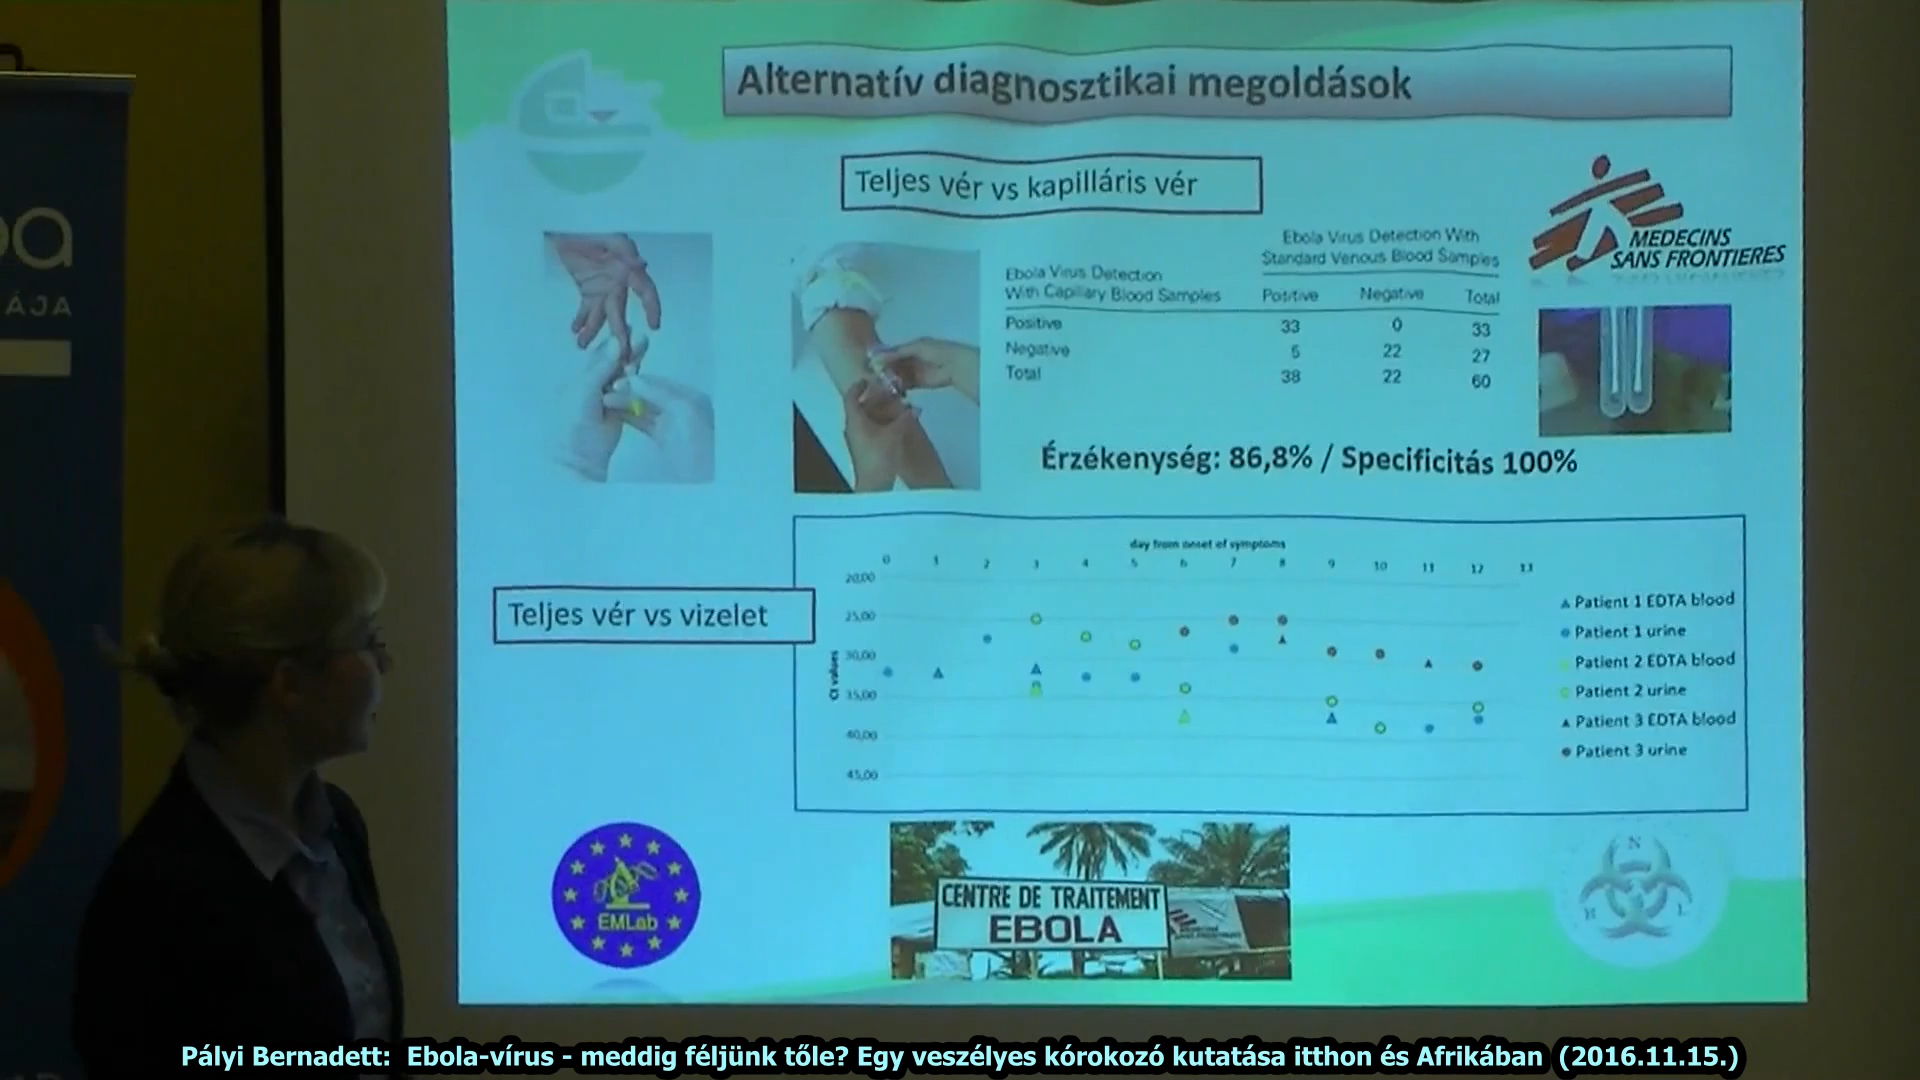 Alternatív diagnosztikai megoldások
Teljes vér vs kapilláris vér
MEDECINS
SANS FRONTIERES
Ebola Virus Detection With
Standard Venous Blood Samples
Ebola Virus Detection
With Capillary Blood Samples
Positive Negative Total
Positive 33 0 33
Negative 5 22 27
Total 38 22 60
Érzékenység: 86,8% / Specificitás 100%
ÁJA
Teljes vér vs vizelet
day from onset of symptoms
0 1 2 3 4 5 6 7 8 9 10 11 12 13
Ct values
20,00
25,00
30,00
35,00
40,00
45,00
Patient 1 EDTA blood
Patient 1 urine
Patient 2 EDTA blood
Patient 2 urine
Patient 3 EDTA blood
Patient 3 urine
EMLab
CENTRE DE TRAITEMENT
EBOLA
N
Pályi Bernadett: Ebola-vírus - meddig féljünk tőle? Egy veszélyes kórokozó kutatása itthon és Afrikában (2016.11.15.)